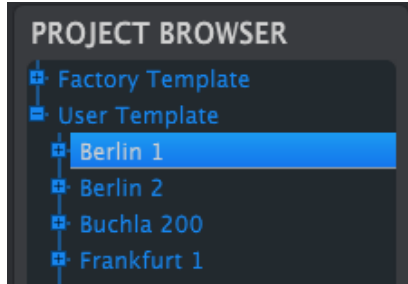 PROJECT BROWSER
Factory Template
User Template
Berlin 1
Berlin 2
Buchla 200
Frankfurt 1